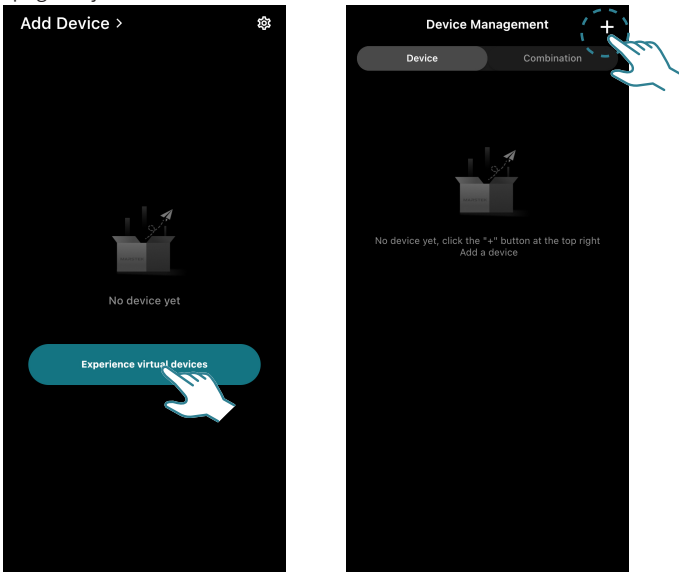 Add Device >
No device yet
Experience virtual devices
Device Management
+
Device Combination
No device yet, click the "+" button at the top right
Add a device